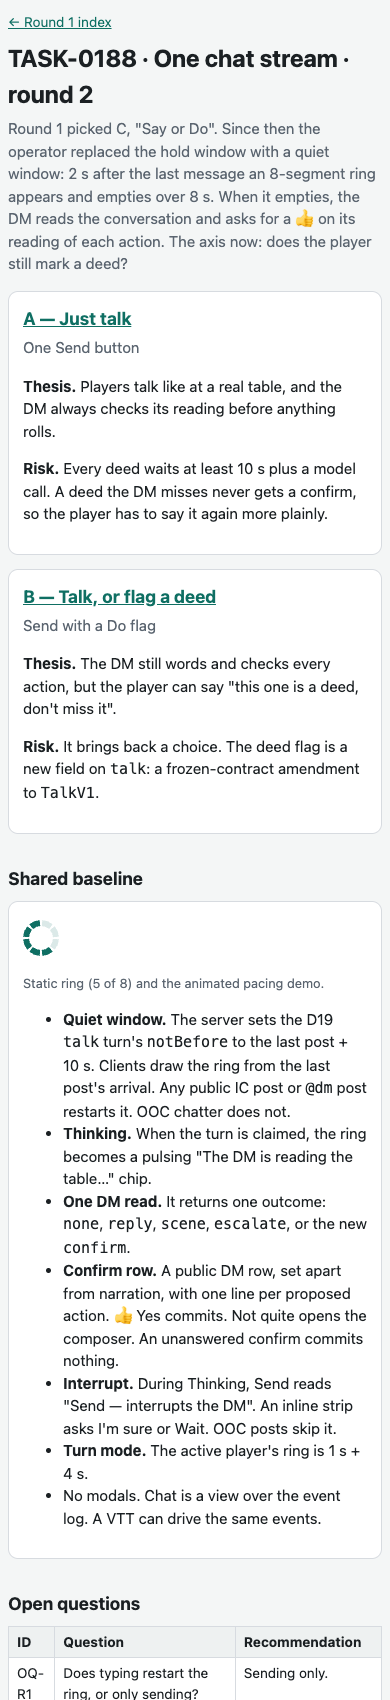 ← Round 1 index
TASK-0188 · One chat stream ·
round 2
Round 1 picked C, "Say or Do". Since then the
operator replaced the hold window with a quiet
window: 2 s after the last message an 8-segment ring
appears and empties over 8 s. When it empties, the
DM reads the conversation and asks for a 👍 on its
reading of each action. The axis now: does the player
still mark a deed?
A — Just talk
One Send button
Thesis. Players talk like at a real table, and the
DM always checks its reading before anything
rolls.
Risk. Every deed waits at least 10 s plus a model
call. A deed the DM misses never gets a confirm,
so the player has to say it again more plainly.
B — Talk, or flag a deed
Send with a Do flag
Thesis. The DM still words and checks every
action, but the player can say "this one is a deed,
don't miss it".
Risk. It brings back a choice. The deed flag is a
new field on talk: a frozen-contract amendment
to TalkV1.
Shared baseline
Static ring (5 of 8) and the animated pacing demo.
• Quiet window. The server sets the D19
talk turn's notBefore to the last post +
10 s. Clients draw the ring from the last
post's arrival. Any public IC post or @dm post
restarts it. OOC chatter does not.
• Thinking. When the turn is claimed, the ring
becomes a pulsing "The DM is reading the
table..." chip.
• One DM read. It returns one outcome:
none, reply, scene, escalate, or the new
confirm.
• Confirm row. A public DM row, set apart
from narration, with one line per proposed
action. 👍 Yes commits. Not quite opens the
composer. An unanswered confirm commits
nothing.
• Interrupt. During Thinking, Send reads
"Send — interrupts the DM". An inline strip
asks I'm sure or Wait. OOC posts skip it.
• Turn mode. The active player's ring is 1 s +
4 s.
• No modals. Chat is a view over the event
log. A VTT can drive the same events.
Open questions
ID Question Recommendation
OQ- Does typing restart the Sending only.
R1 ring, or only sending?